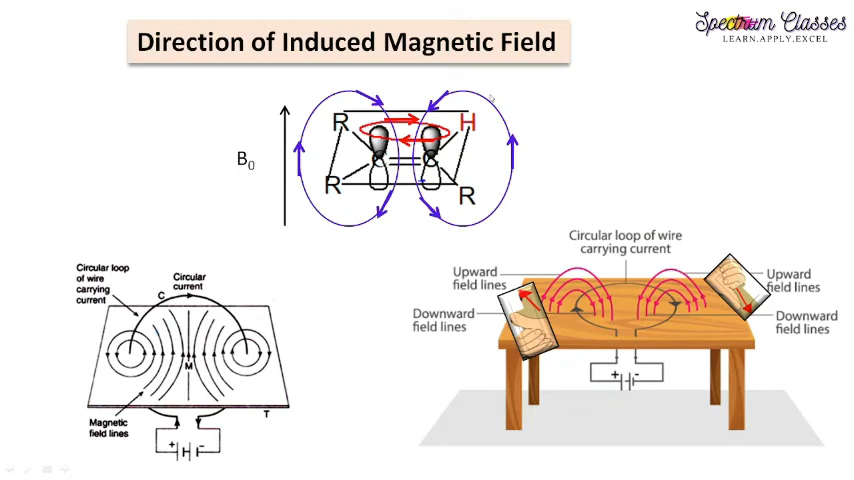 Spectrum Classes
LEARN.APPLY.EXCEL
Direction of Induced Magnetic Field
R
H
B0
R
R
Circular loop of wire
carrying current
Upward
field lines
Upward
field lines
Downward
field lines
Downward
field lines
+ -
Circular loop
of wire
carrying
current
Circular
current
C
M
T
Magnetic
field lines
+ -